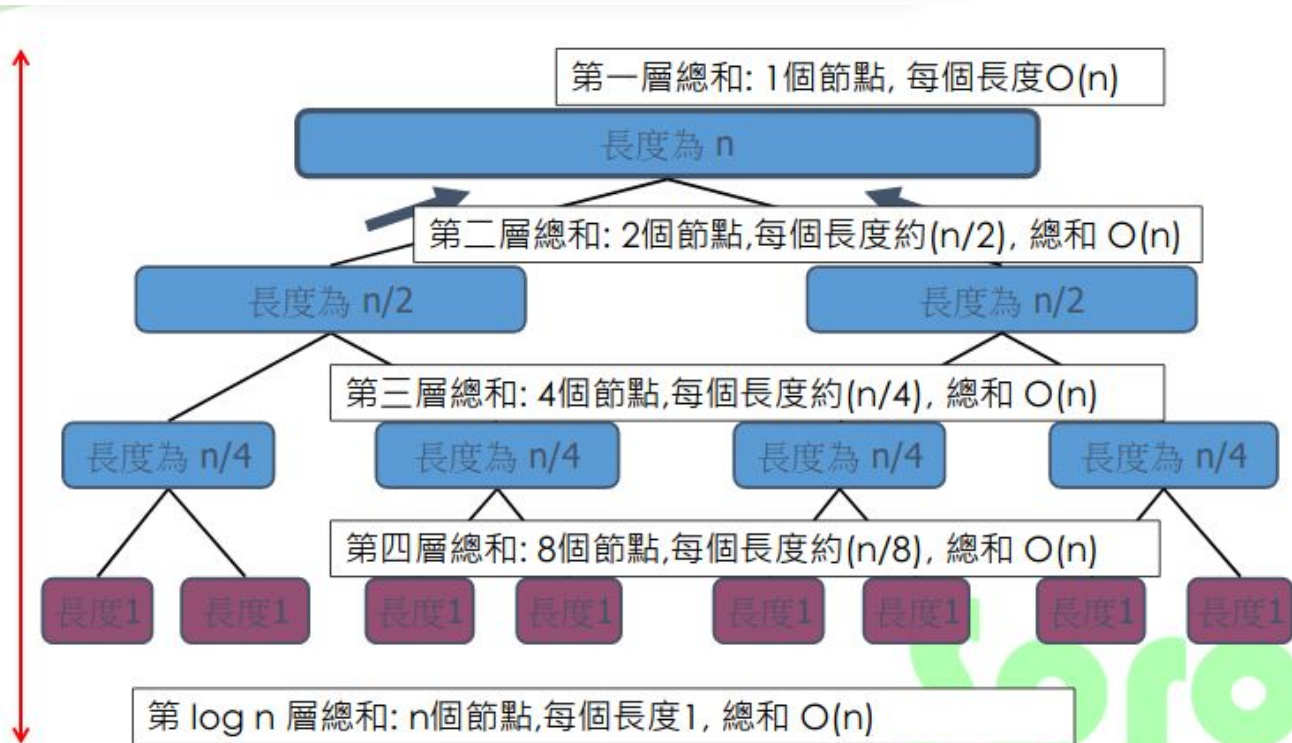 第一層總和: 1個節點, 每個長度O(n)
長度為 n
第二層總和: 2個節點,每個長度約(n/2), 總和 O(n)
長度為 n/2
長度為 n/2
第三層總和: 4個節點,每個長度約(n/4), 總和 O(n)
長度為 n/4
長度為 n/4
長度為 n/4
長度為 n/4
第四層總和: 8個節點,每個長度約(n/8), 總和 O(n)
長度1
長度1
長度1
長度1
長度1
長度1
長度1
長度1
第 log n 層總和: n個節點,每個長度1, 總和 O(n)